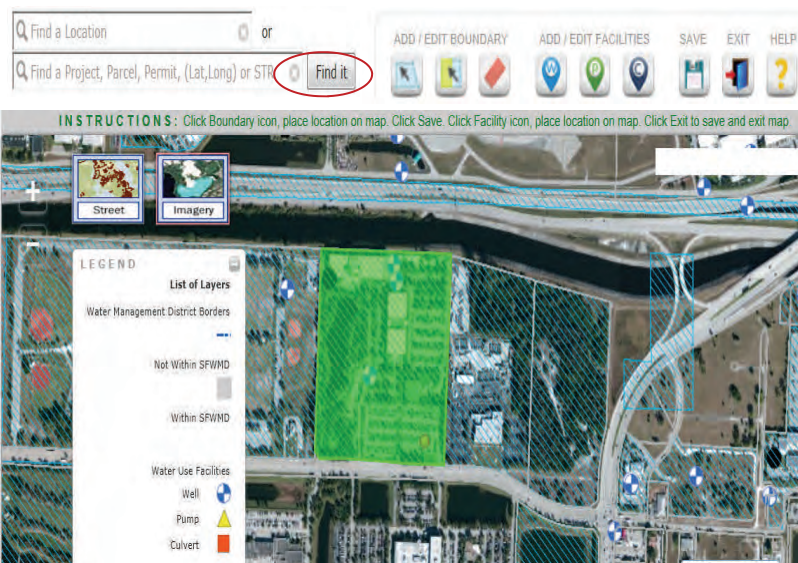 Find a Location
or
Find a Project, Parcel, Permit, (Lat,Long) or STR
Find it
ADD / EDIT BOUNDARY
ADD / EDIT FACILITIES
SAVE
EXIT
HELP
W
P
C
?
INSTRUCTIONS: Click Boundary icon, place location on map. Click Save. Click Facility icon, place location on map. Click Exit to save and exit map
+
-
Street
Imagery
LEGEND
List of Layers
Water Management District Borders
Not Within SFWMD
Within SFWMD
Water Use Facilities
Well
Pump
Culvert